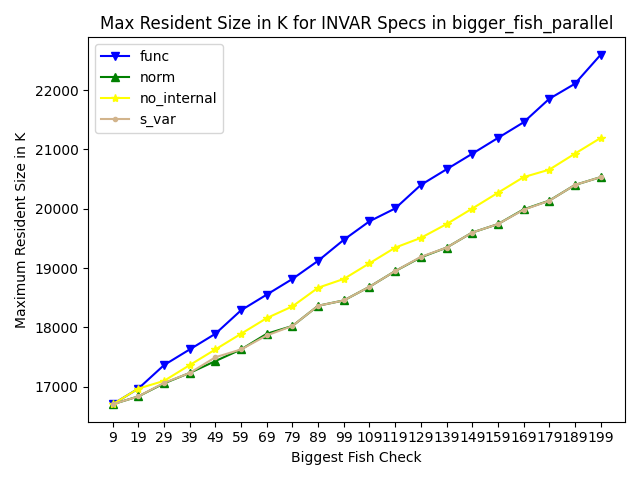 Max Resident Size in K for INVAR Specs in bigger_fish_parallel
func
norm
no_internal
s_var
22000
21000
20000
19000
18000
17000
Maximum Resident Size in K
9 19 29 39 49 59 69 79 89 99 109 119 129 139 149 159 169 179 189 199
Biggest Fish Check